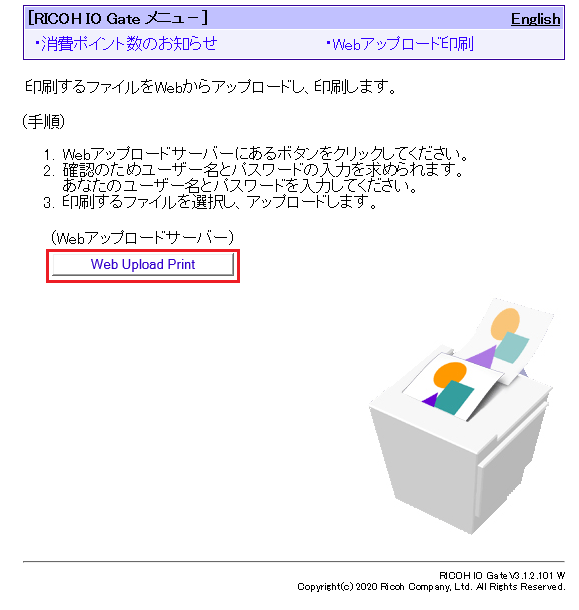 [RICOH IO Gate メニュー]
English
・消費ポイント数のお知らせ
・Webアップロード印刷
印刷するファイルをWebからアップロードし、印刷します。
(手順)
1. Webアップロードサーバーにあるボタンをクリックしてください。
2. 確認のためユーザー名とパスワードの入力を求められます。
あなたのユーザー名とパスワードを入力してください。
3. 印刷するファイルを選択し、アップロードします。
(Webアップロードサーバー)
Web Upload Print
RICOH IO Gate V3.1.2.101 W
Copyright(c) 2020 Ricoh Company, Ltd. All Rights Reserved.